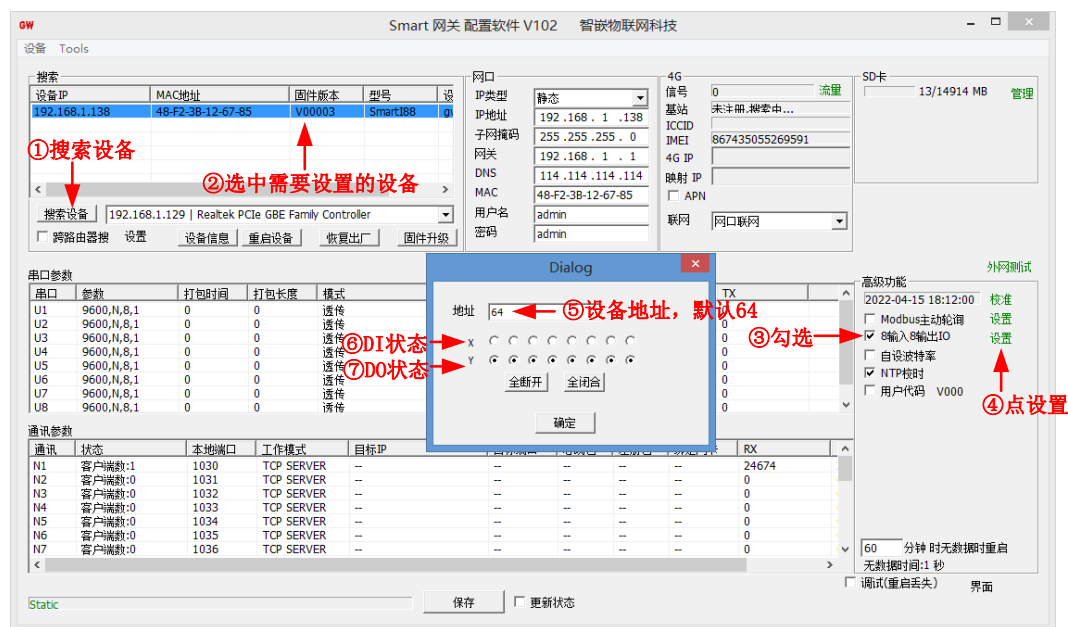 GW Smart 网关 配置软件 V102 智嵌物联网科技
设备 Tools
搜索
设备IP MAC地址 固件版本 型号 设
192.168.1.138 48-F2-3B-12-67-85 V00003 SmartI88
①搜索设备
②选中需要设置的设备
搜索设备 192.168.1.129 | Realtek PCIe GBE Family Controller
跨路由器搜 设置 设备信息 重启设备 恢复出厂 固件升级
网口
IP类型 静态
IP地址 192 .168 . 1 .138
子网掩码 255 .255 .255 . 0
网关 192 .168 . 1 . 1
DNS 114 .114 .114 .114
MAC 48-F2-3B-12-67-85
用户名 admin
密码 admin
4G
信号 0 流量
基站 未注册,搜索中...
ICCID
IMEI 867435055269591
4G IP
映射 IP
APN
联网 网口联网
SD卡
13/14914 MB 管理
串口参数
串口 参数 打包时间 打包长度 模式 TX
U1 9600,N,8,1 0 0 透传 0
U2 9600,N,8,1 0 0 透传 0
U3 9600,N,8,1 0 0 透传 0
U4 9600,N,8,1 0 0 透传 0
U5 9600,N,8,1 0 0 透传 0
U6 9600,N,8,1 0 0 透传 0
U7 9600,N,8,1 0 0 透传 0
U8 9600,N,8,1 0 0 透传 0
Dialog
地址 64 ⑤设备地址，默认64
⑥DI状态 X
⑦DO状态 Y
全断开 全闭合
确定
外网测试
高级功能
2022-04-15 18:12:00 校准
Modbus主动轮询 设置
③勾选 8输入8输出IO 设置
自设波特率
NTP校时
用户代码 V000
④点设置
通讯参数
通讯 状态 本地端口 工作模式 目标IP RX
N1 客户端数:1 1030 TCP SERVER -- -- -- -- -- 24674
N2 客户端数:0 1031 TCP SERVER -- -- -- -- -- 0
N3 客户端数:0 1032 TCP SERVER -- -- -- -- -- 0
N4 客户端数:0 1033 TCP SERVER -- -- -- -- -- 0
N5 客户端数:0 1034 TCP SERVER -- -- -- -- -- 0
N6 客户端数:0 1035 TCP SERVER -- -- -- -- -- 0
N7 客户端数:0 1036 TCP SERVER -- -- -- -- -- 0
60 分钟 时无数据时重启
无数据时间:1 秒
调试(重启丢失) 界面
Static 保存 更新状态